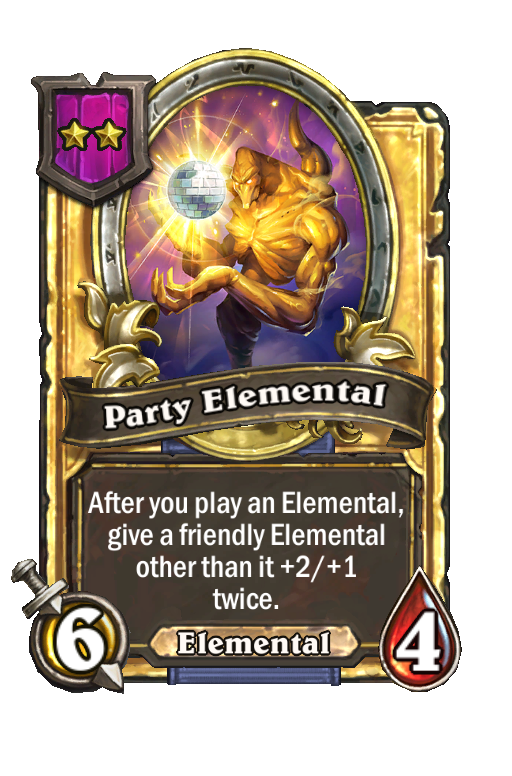 Party Elemental
After you play an Elemental,
give a friendly Elemental
other than it +2/+1
twice.
6
Elemental
4